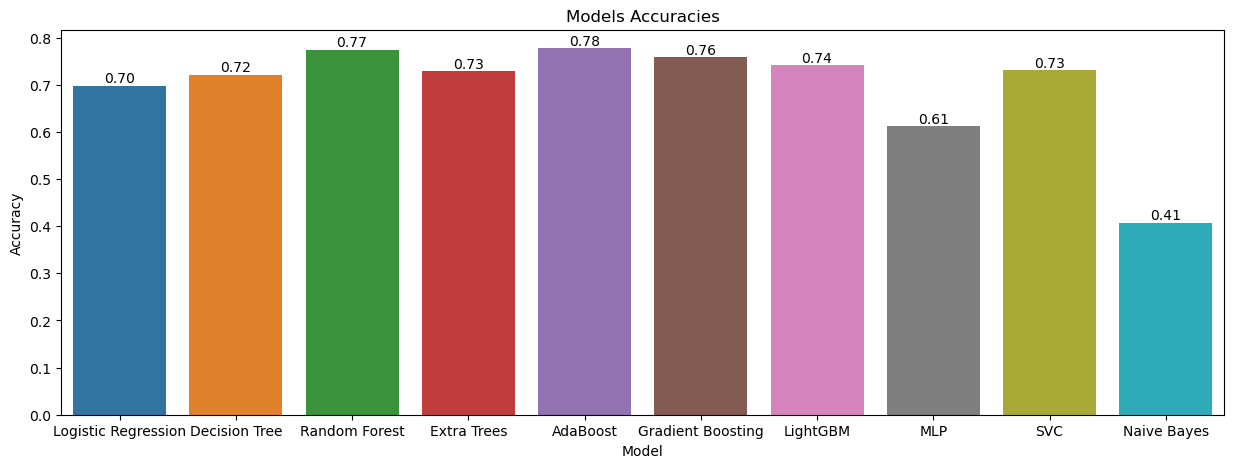 Models Accuracies
0.8
0.7
0.6
0.5
0.4
0.3
0.2
0.1
0.0
Accuracy
0.70
0.72
0.77
0.73
0.78
0.76
0.74
0.61
0.73
0.41
Logistic Regression
Decision Tree
Random Forest
Extra Trees
AdaBoost
Gradient Boosting
LightGBM
MLP
SVC
Naive Bayes
Model